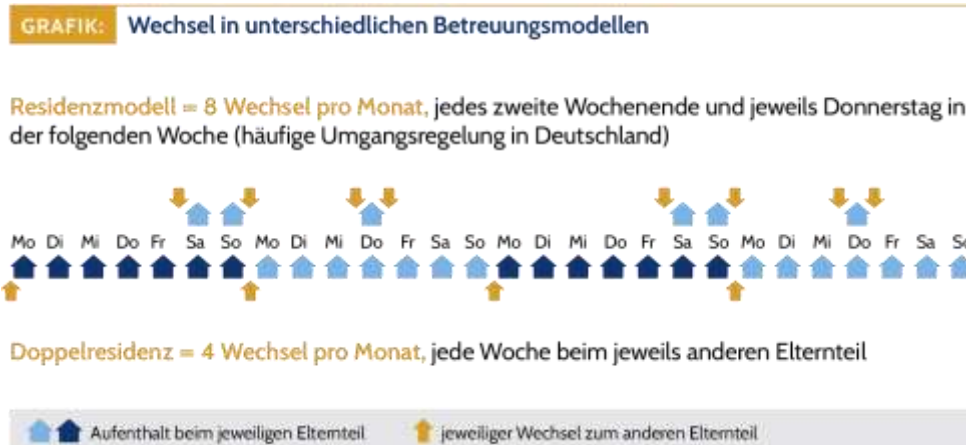 GRAFIK: Wechsel in unterschiedlichen Betreuungsmodellen
Residenzmodell = 8 Wechsel pro Monat, jedes zweite Wochenende und jeweils Donnerstag in
der folgenden Woche (häufige Umgangsregelung in Deutschland)
Mo Di Mi Do Fr Sa So Mo Di Mi Do Fr Sa So Mo Di Mi Do Fr Sa So Mo Di Mi Do Fr Sa So
Doppelresidenz = 4 Wechsel pro Monat, jede Woche beim jeweils anderen Elternteil
Aufenthalt beim jeweiligen Elternteil jeweiliger Wechsel zum anderen Elternteil